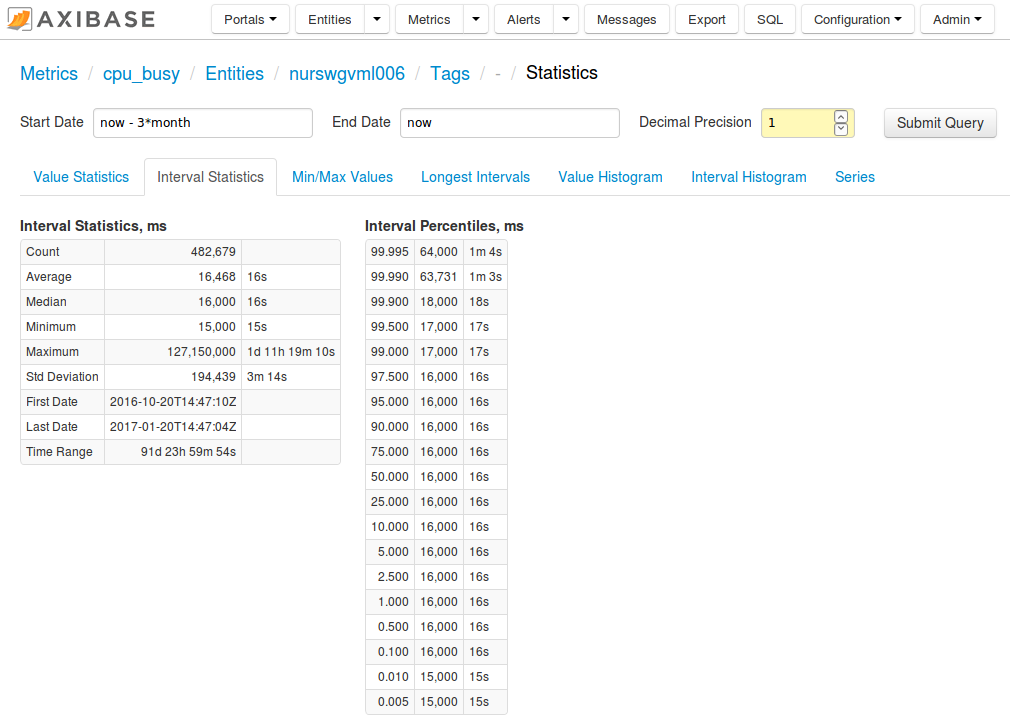 AXIBASE Portals Entities Metrics Alerts Messages Export SQL Configuration Admin
Metrics / cpu_busy / Entities / nurswgvml006 / Tags / - / Statistics
Start Date now - 3*month End Date now Decimal Precision 1 Submit Query
Value Statistics Interval Statistics Min/Max Values Longest Intervals Value Histogram Interval Histogram Series
Interval Statistics, ms
Count 482,679
Average 16,468 16s
Median 16,000 16s
Minimum 15,000 15s
Maximum 127,150,000 1d 11h 19m 10s
Std Deviation 194,439 3m 14s
First Date 2016-10-20T14:47:10Z
Last Date 2017-01-20T14:47:04Z
Time Range 91d 23h 59m 54s
Interval Percentiles, ms
99.995 64,000 1m 4s
99.990 63,731 1m 3s
99.900 18,000 18s
99.500 17,000 17s
99.000 17,000 17s
97.500 16,000 16s
95.000 16,000 16s
90.000 16,000 16s
75.000 16,000 16s
50.000 16,000 16s
25.000 16,000 16s
10.000 16,000 16s
5.000 16,000 16s
2.500 16,000 16s
1.000 16,000 16s
0.500 16,000 16s
0.100 16,000 16s
0.010 15,000 15s
0.005 15,000 15s